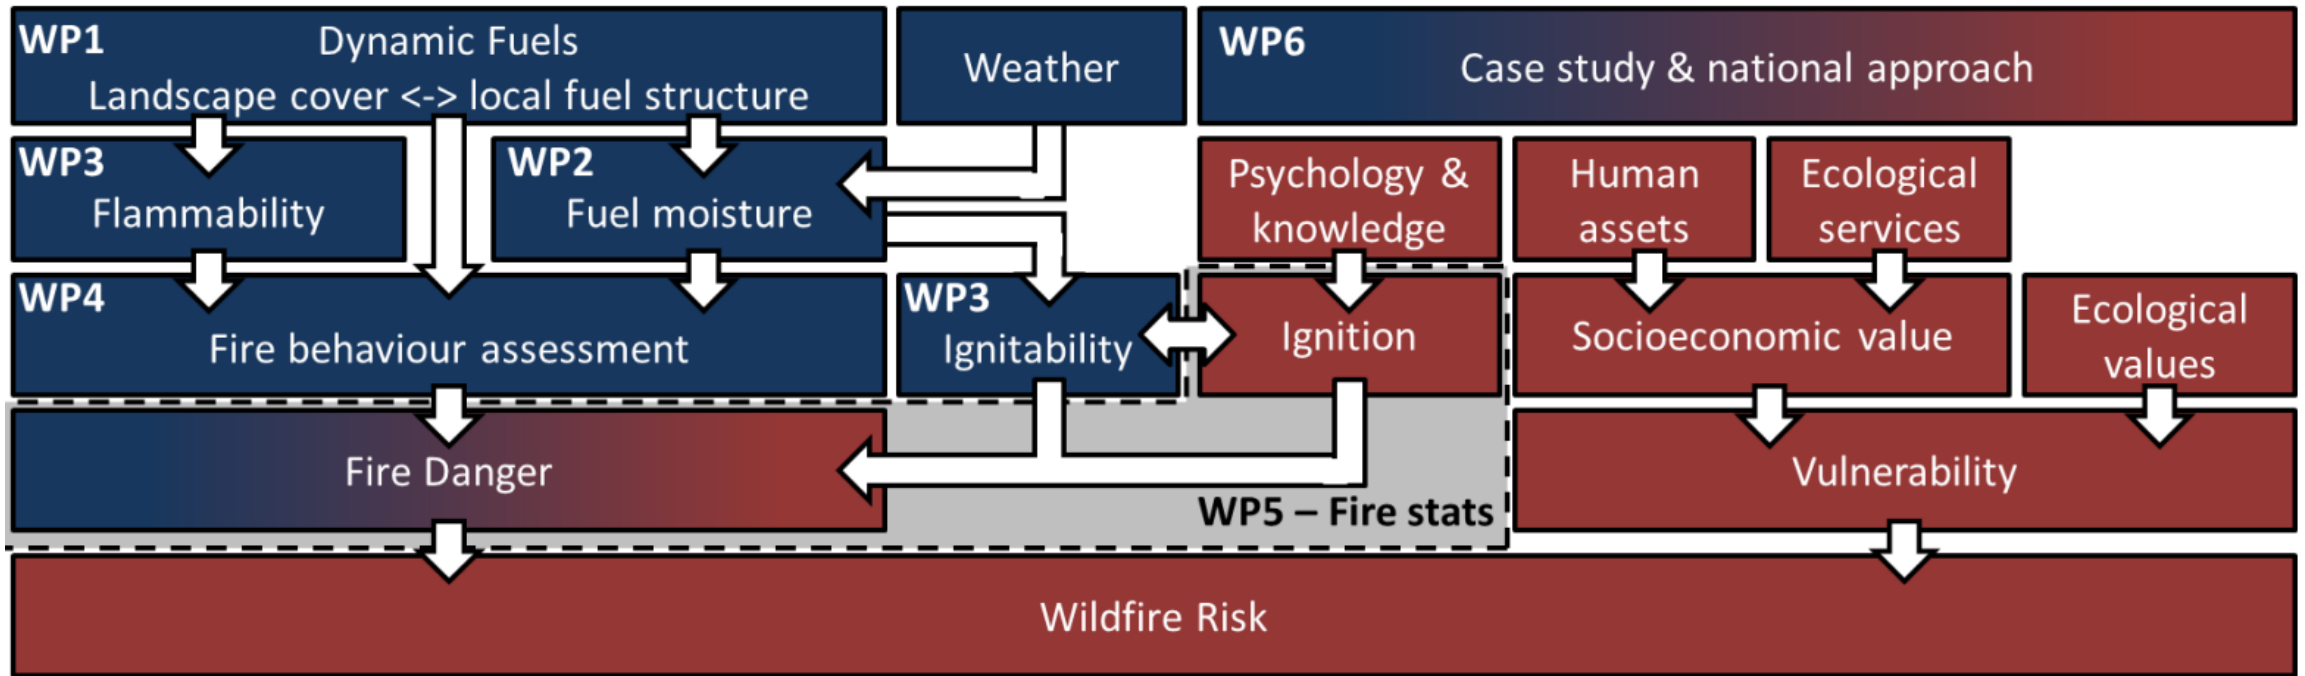 WP1
Dynamic Fuels
Landscape cover <-> local fuel structure
Weather
WP6
Case study & national approach
WP3
Flammability
WP2
Fuel moisture
Psychology &
knowledge
Human
assets
Ecological
services
WP4
Fire behaviour assessment
WP3
Ignitability
Ignition
Socioeconomic value
Ecological
values
Fire Danger
WP5 – Fire stats
Vulnerability
Wildfire Risk